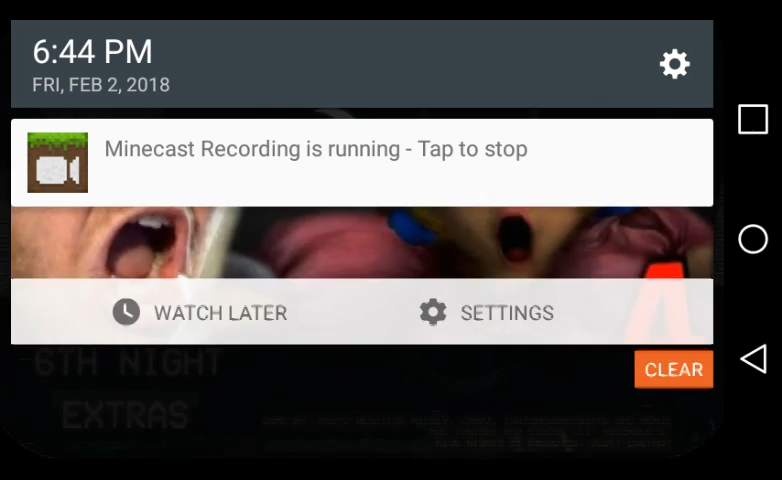 6:44 PM
FRI, FEB 2, 2018
Minecast Recording is running - Tap to stop
WATCH LATER
SETTINGS
6TH NIGHT
CLEAR
EXTRAS